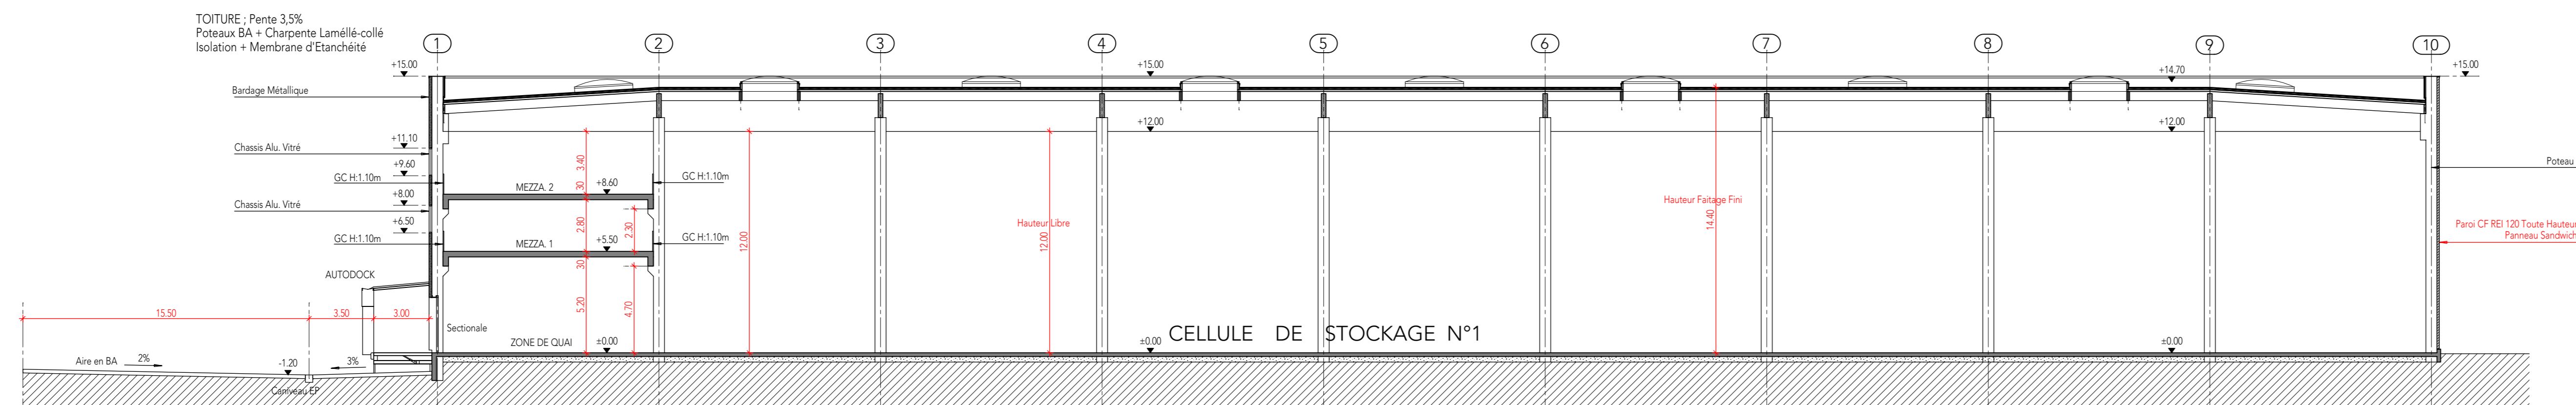 TOITURE ; Pente 3,5%
Poteaux BA + Charpente Laméllé-collé
Isolation + Membrane d'Etanchéité
1
2
3
4
5
6
7
8
9
10
+15.00
+15.00
+14.70
+15.00
Bardage Métallique
+11.10
+12.00
+12.00
Chassis Alu. Vitré
+9.60
3.40
Poteau
GC H:1.10m
MEZZA. 2
30
+8.60
GC H:1.10m
+8.00
Chassis Alu. Vitré
Hauteur Faitage Fini
14.40
+6.50
2.80
2.30
Hauteur Libre
Paroi CF REI 120 Toute Hauteur
Panneau Sandwich
GC H:1.10m
MEZZA. 1
+5.50
GC H:1.10m
12.00
12.00
30
AUTODOCK
5.20
4.70
15.50
3.50
3.00
Sectionale
ZONE DE QUAI
±0.00
±0.00
CELLULE DE STOCKAGE N°1
±0.00
Aire en BA
2%
-1.20
3%
Caniveau EP